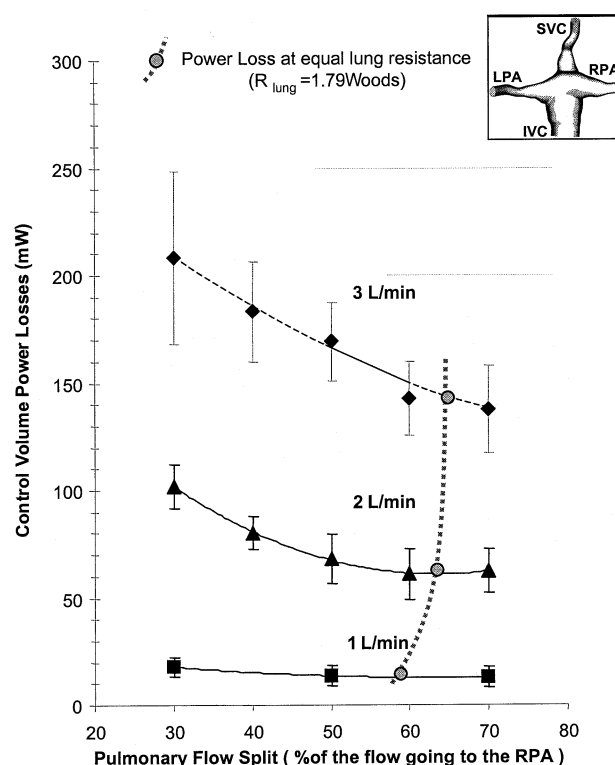 SVC
LPA
RPA
IVC
Power Loss at equal lung resistance
(R lung =1.79Woods)
Control Volume Power Losses (mW)
300
250
200
150
100
50
0
3 L/min
2 L/min
1 L/min
20 30 40 50 60 70 80
Pulmonary Flow Split ( %of the flow going to the RPA )